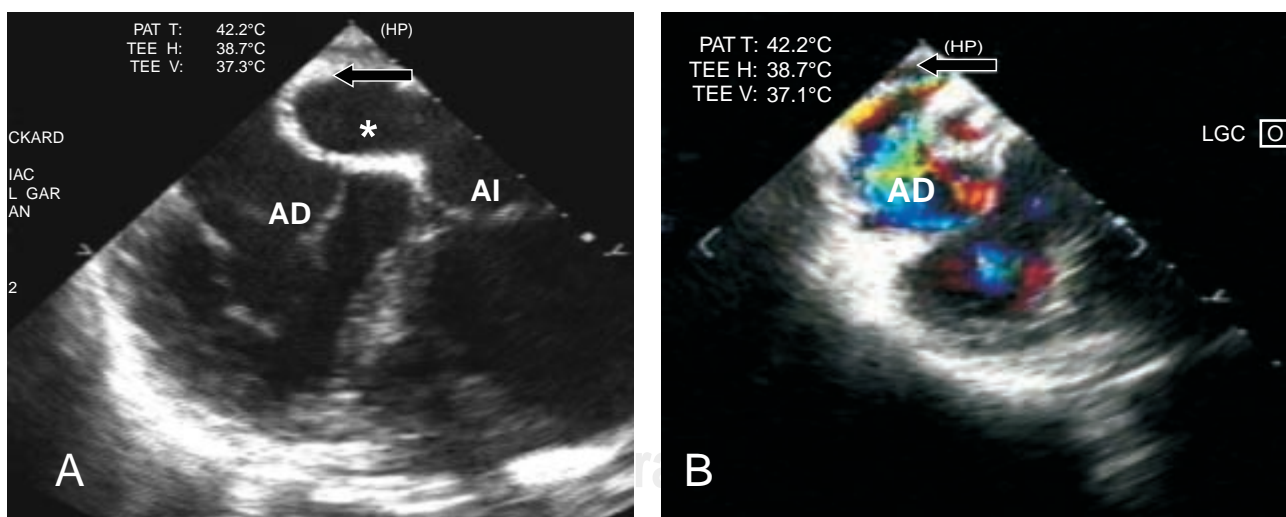 PAT T: 42.2°C
TEE H: 38.7°C
TEE V: 37.3°C
(HP)
CKARD
IAC
L GAR
AN
2
*
AD
AI
A
PAT T: 42.2°C
TEE H: 38.7°C
TEE V: 37.1°C
(HP)
LGC O
AD
B